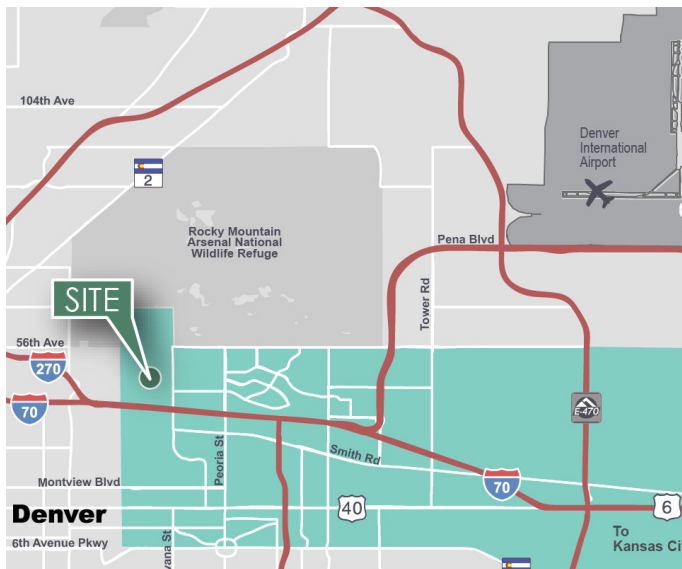 104th Ave
Denver
International
Airport
2
Rocky Mountain
Arsenal National
Wildlife Refuge
Pena Blvd
SITE
Tower Rd
56th Ave
270
70
E-470
Peoria St
Smith Rd
70
Montview Blvd
40
6
Denver
To
Kansas Ci
6th Avenue Pkwy
vana St